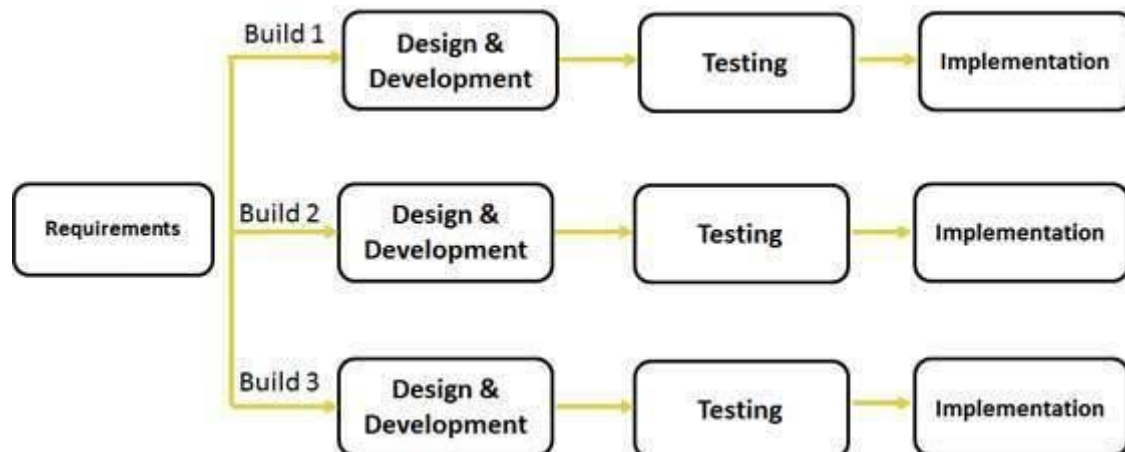 Build 1
Design &
Development
Testing
Implementation
Requirements
Build 2
Design &
Development
Testing
Implementation
Build 3
Design &
Development
Testing
Implementation